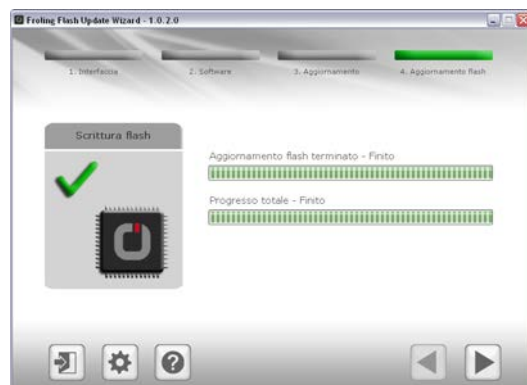 Froling Flash Update Wizard - 1.0.2.0
1. Interfaccia
2. Software
3. Aggiornamento
4. Aggiornamento flash
Scrittura flash
Aggiornamento flash terminato - Finito
Progresso totale - Finito